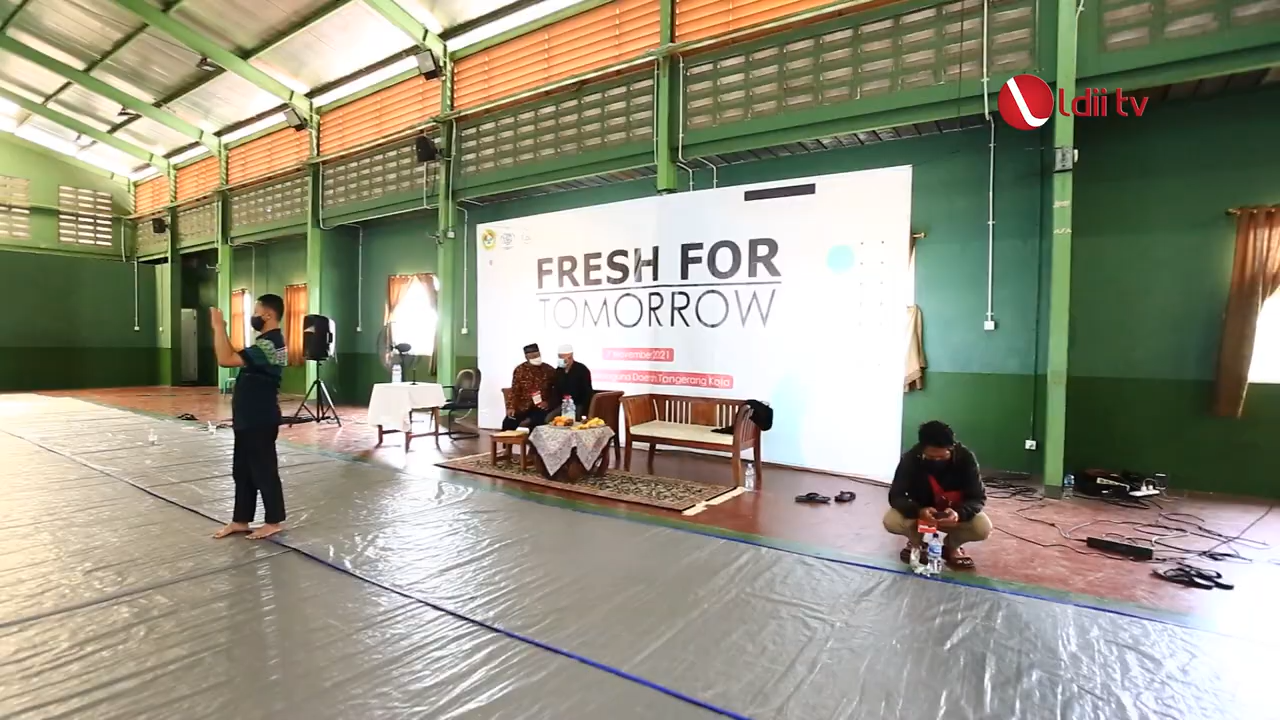 ldii tv
FRESH FOR
TOMORROW
November 2021
Daerah Tangerang Kota